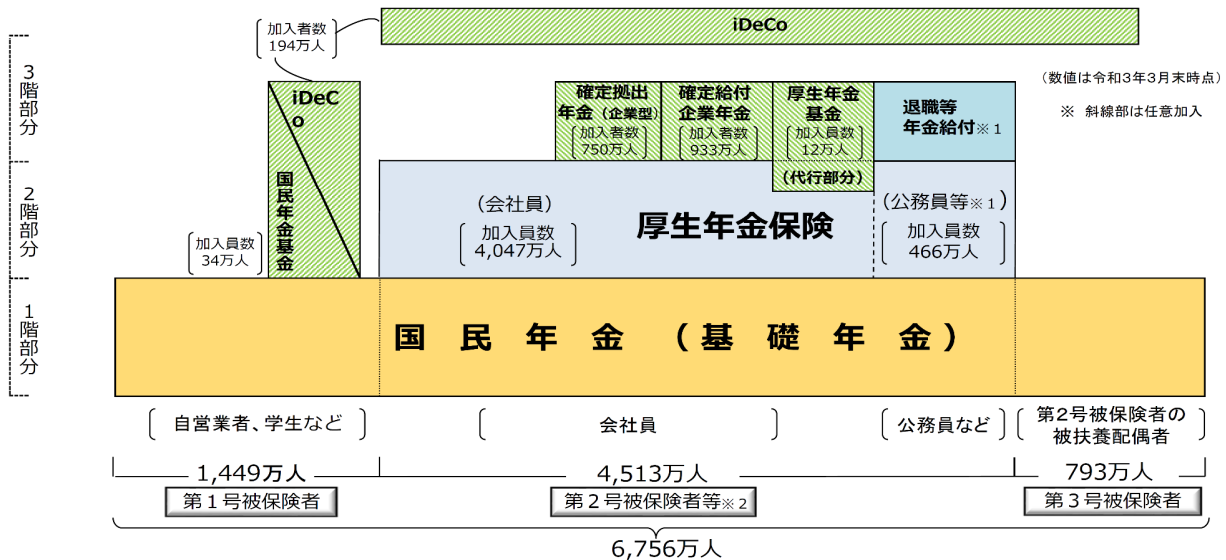 加入者数
194万人
iDeCo
3階部分
2階部分
1階部分
(数値は令和3年3月末時点)
※ 斜線部は任意加入
iDeC
o
国民年金基金
加入員数
34万人
確定拠出
年金（企業型）
加入者数
750万人
確定給付
企業年金
加入者数
933万人
厚生年金
基金
加入員数
12万人
(代行部分)
退職等
年金給付※1
(会社員)
加入員数
4,047万人
厚生年金保険
(公務員等※1)
加入員数
466万人
国民年金（基礎年金）
自営業者、学生など
会社員
公務員など
第2号被保険者の
被扶養配偶者
1,449万人
4,513万人
793万人
第1号被保険者
第2号被保険者等※2
第3号被保険者
6,756万人